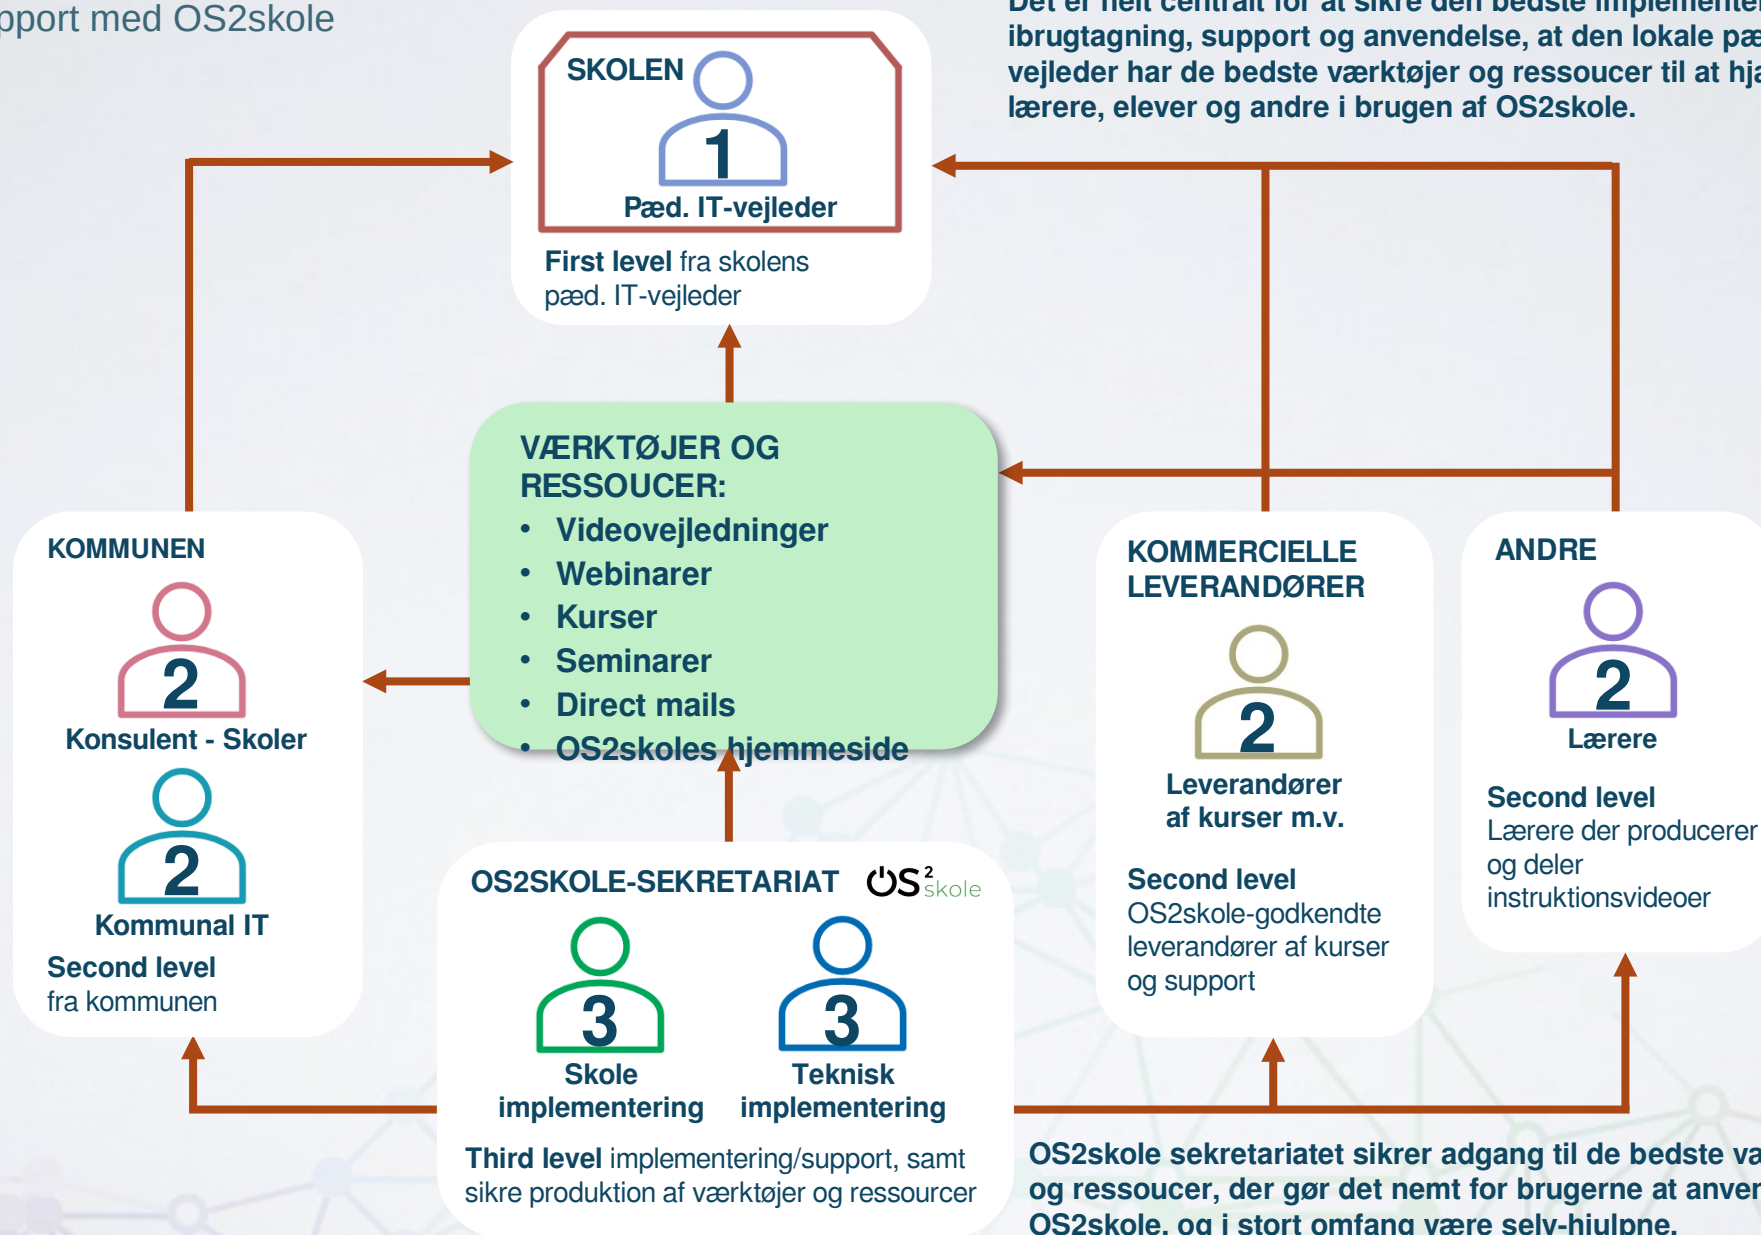 pport med OS2skole
Det er helt centralt for at sikre den bedste
ibrugtagning, support og anvendelse, at den lokale
vejleder har de bedste værktøjer og ressoucer til at
lærere, elever og andre i brugen af OS2skole.
SKOLEN
1
Pæd. IT-vejleder
First level fra skolens
pæd. IT-vejleder
VÆRKTØJER OG
RESSOUCER:
• Videovejledninger
• Webinarer
• Kurser
• Seminarer
• Direct mails
• OS2skoles hjemmeside
KOMMUNEN
2
Konsulent - Skoler
2
Kommunal IT
Second level
fra kommunen
KOMMERCIELLE
LEVERANDØRER
2
Leverandører
af kurser m.v.
Second level
OS2skole-godkendte
leverandører af kurser
og support
ANDRE
2
Lærere
Second level
Lærere der producerer
og deler
instruktionsvideoer
OS2SKOLE-SEKRETARIAT
OS2skole
3
Skole
implementering
3
Teknisk
implementering
Third level implementering/support, samt
sikre produktion af værktøjer og ressourcer
OS2skole sekretariatet sikrer adgang til de bedste
og ressoucer, der gør det nemt for brugerne at
OS2skole, og i stort omfang være selv-hjulpne.